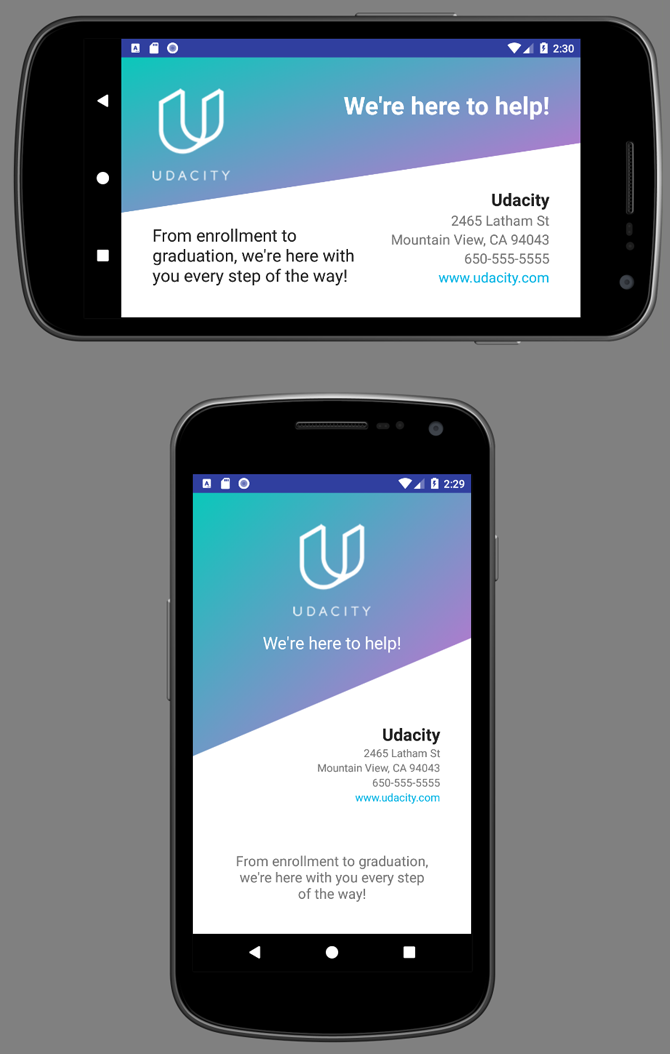 2:30
UDACITY
We're here to help!
From enrollment to
graduation, we're here with
you every step of the way!
Udacity
2465 Latham St
Mountain View, CA 94043
650-555-5555
www.udacity.com
2:29
UDACITY
We're here to help!
Udacity
2465 Latham St
Mountain View, CA 94043
650-555-5555
www.udacity.com
From enrollment to graduation,
we're here with you every step
of the way!